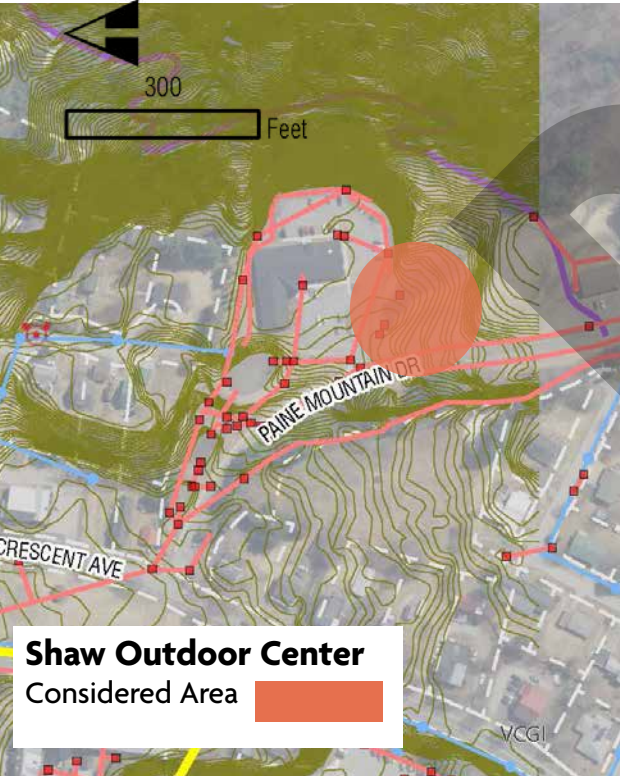 300
Feet
PAINE MOUNTAIN DR
CRESCENT AVE
Shaw Outdoor Center
Considered Area
VCGI